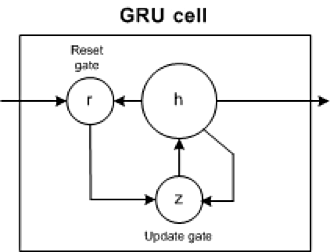 GRU cell
Reset
gate
r
h
z
Update gate